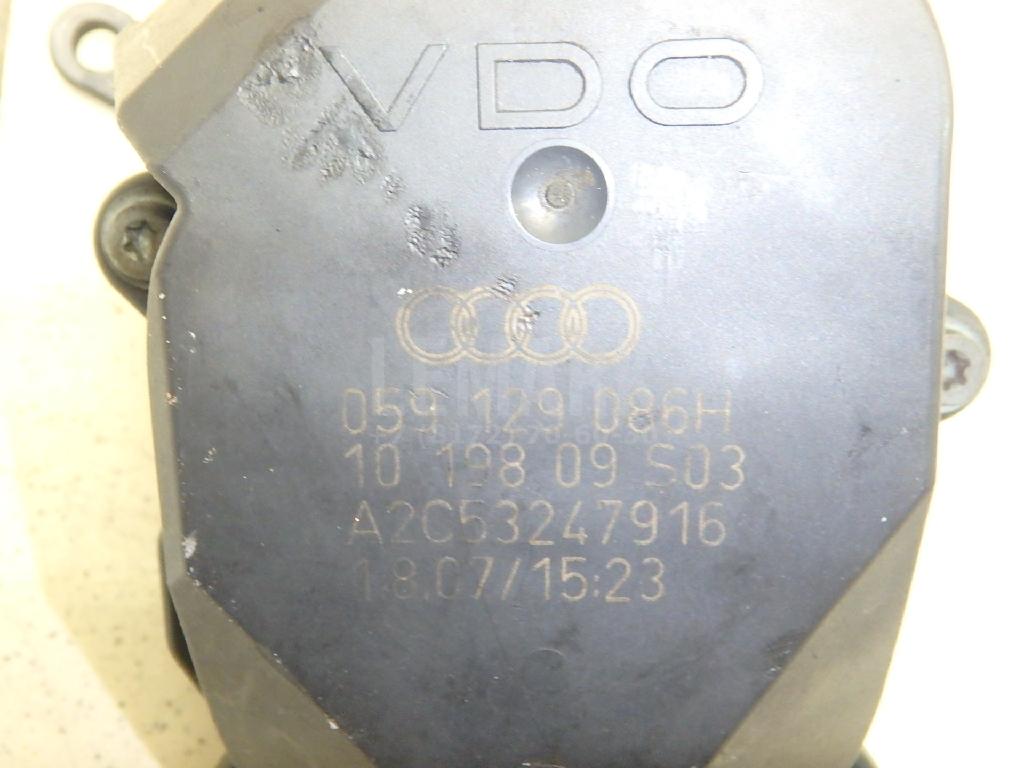 VDO
059 129 086H
10 198 09 S03
A2C53247916
18.07/15:23